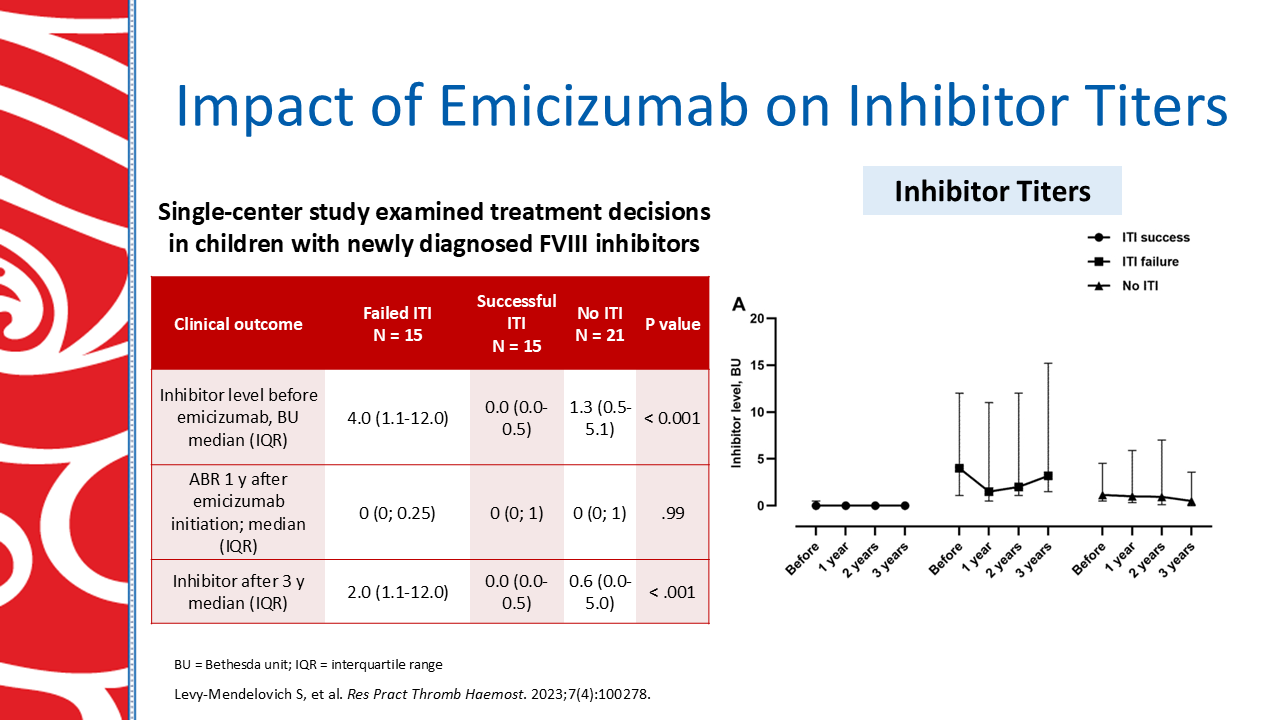 Impact of Emicizumab on Inhibitor Titers
Single-center study examined treatment decisions
in children with newly diagnosed FVIII inhibitors
Clinical outcome
Failed ITI
N = 15
Successful
ITI
N = 15
No ITI
N = 21
P value
Inhibitor level before
emicizumab, BU
median (IQR)
4.0 (1.1-12.0)
0.0 (0.0-
0.5)
1.3 (0.5-
5.1)
< 0.001
ABR 1 y after
emicizumab
initiation; median
(IQR)
0 (0; 0.25)
0 (0; 1)
0 (0; 1)
.99
Inhibitor after 3 y
median (IQR)
2.0 (1.1-12.0)
0.0 (0.0-
0.5)
0.6 (0.0-
5.0)
< .001
BU = Bethesda unit; IQR = interquartile range
Levy-Mendelovich S, et al. Res Pract Thromb Haemost. 2023;7(4):100278.
Inhibitor Titers
ITI success
ITI failure
No ITI
A
Inhibitor level, BU
20
15
10
5
0
Before
1 year
2 years
3 years
Before
1 year
2 years
3 years
Before
1 year
2 years
3 years